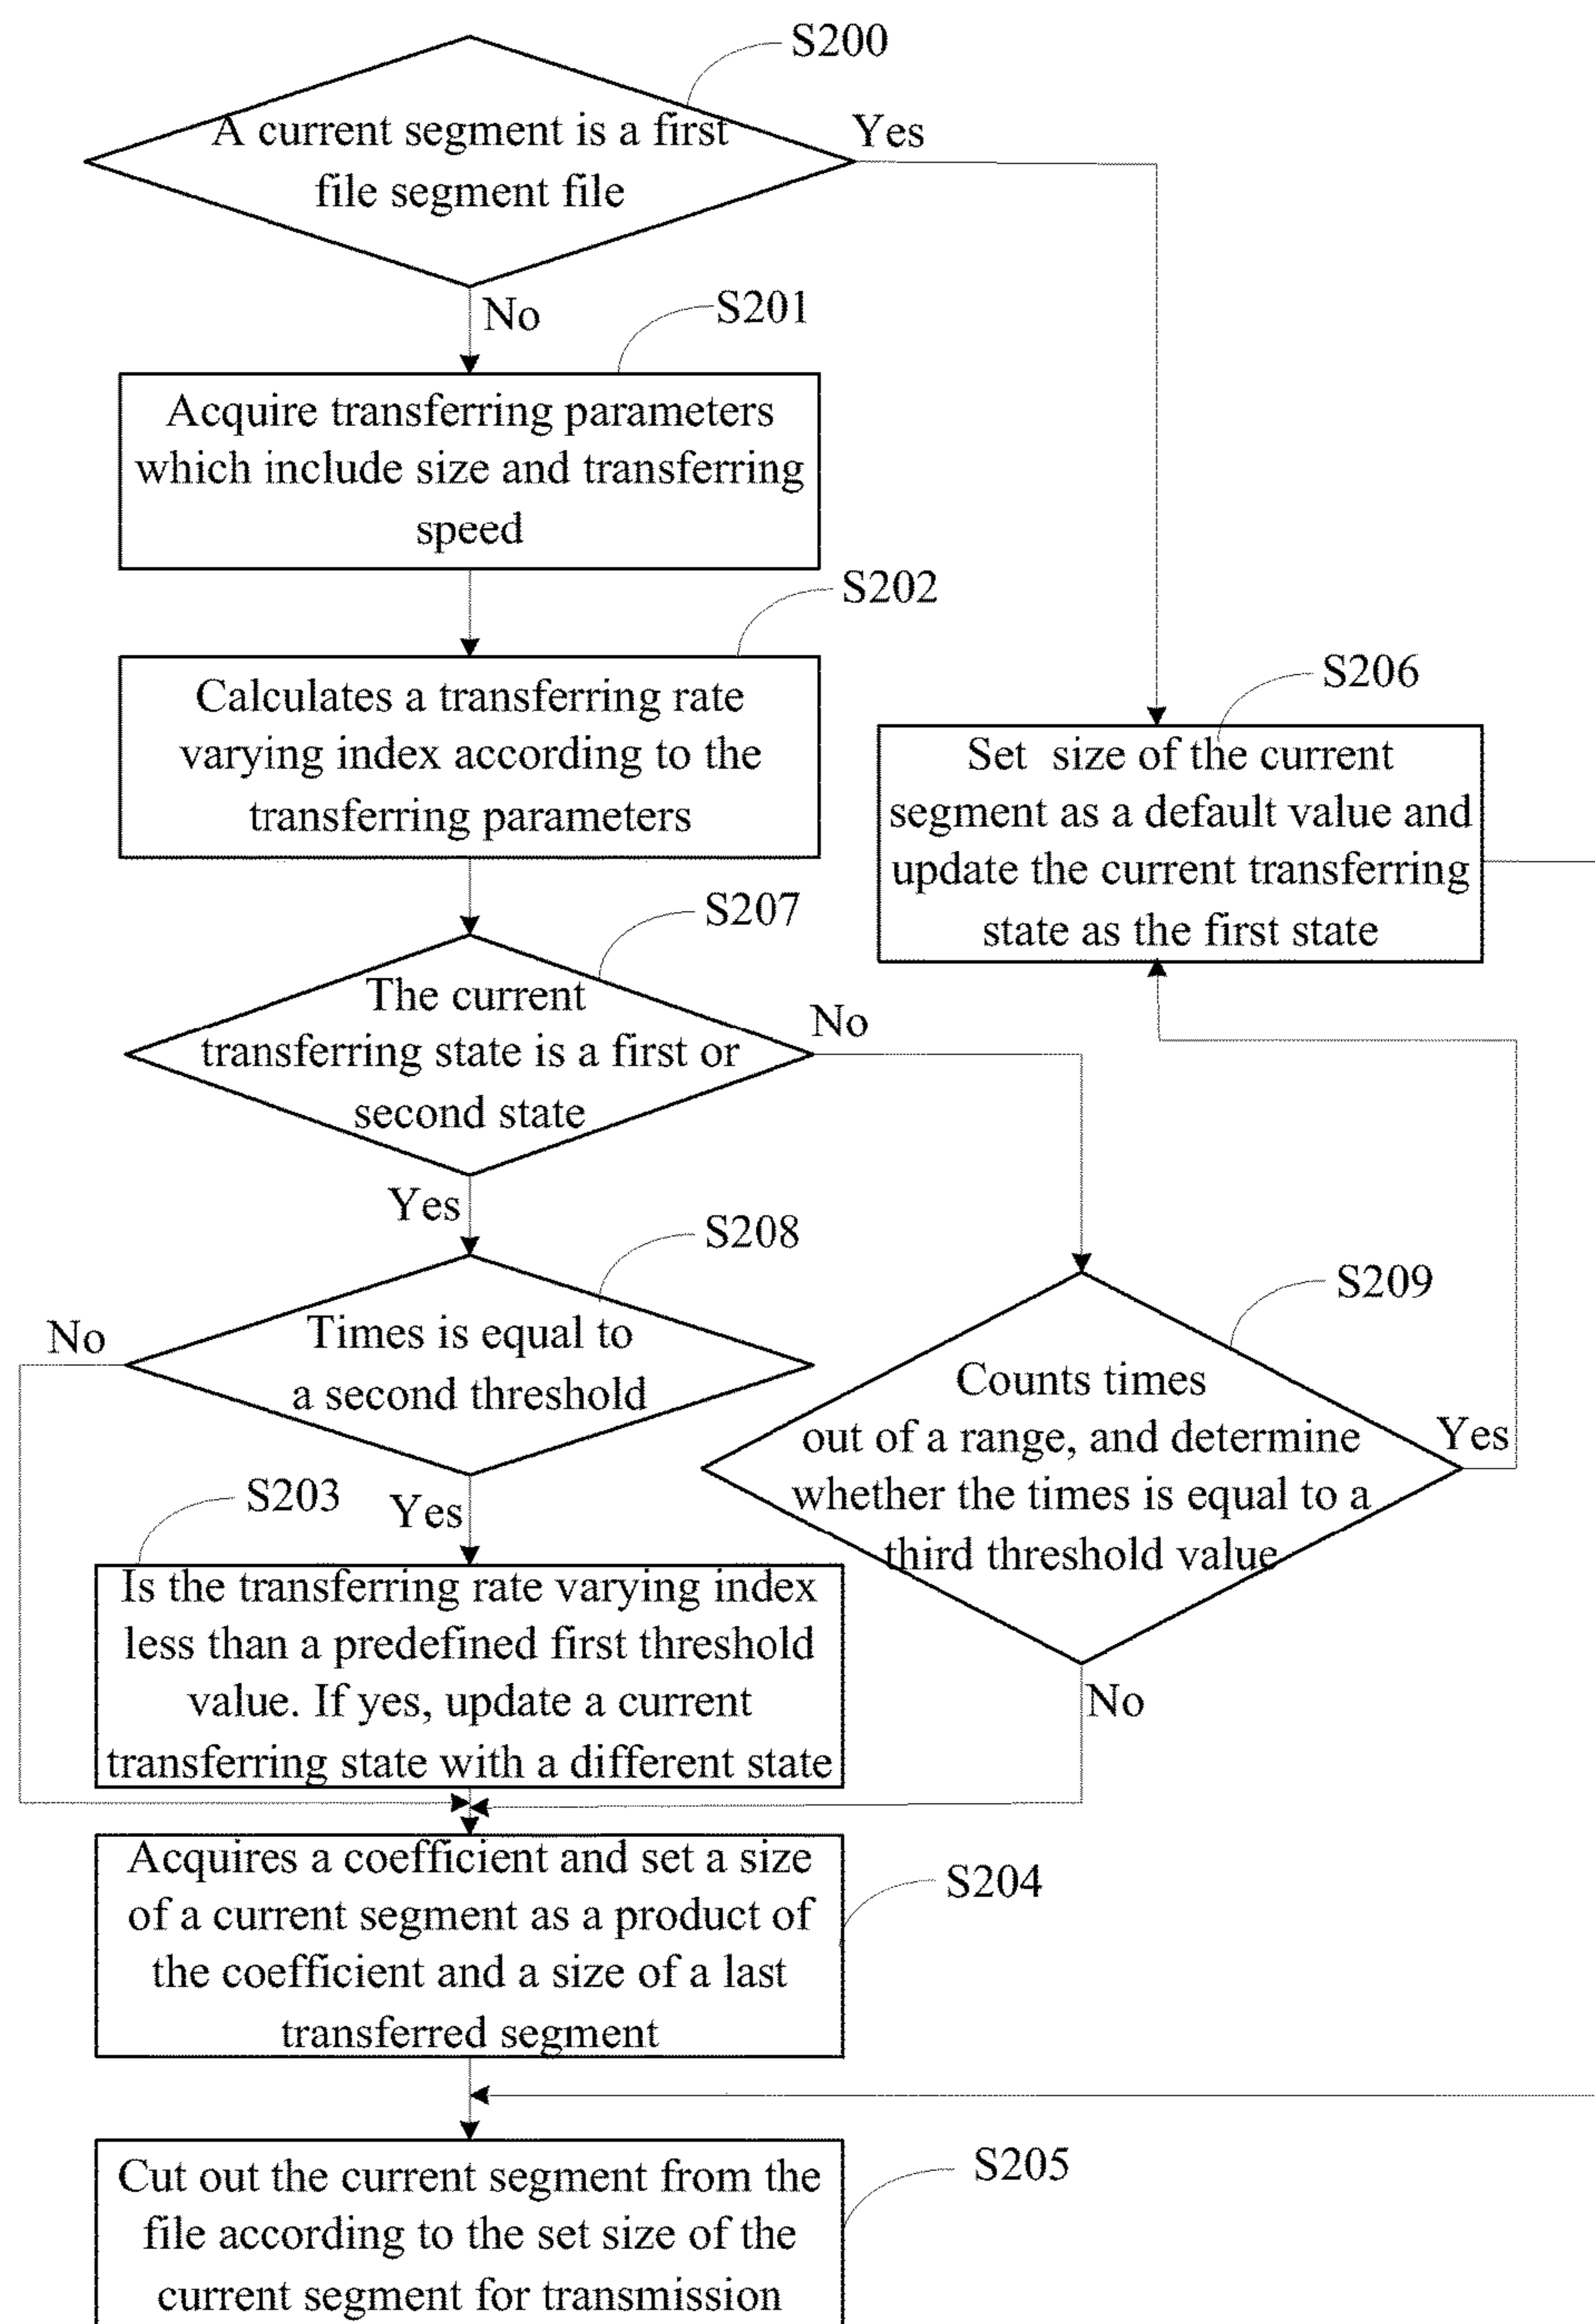 S200
A current segment is a first
file segment file
Yes
No
S201
Acquire transferring parameters
which include size and transferring
speed
S202
Calculates a transferring rate
varying index according to the
transferring parameters
S206
Set size of the current
segment as a default value and
update the current transferring
state as the first state
S207
The current
transferring state is a first or
second state
No
Yes
S208
Times is equal to
a second threshold
No
Yes
S209
Counts times
out of a range, and determine
whether the times is equal to a
third threshold value
Yes
No
S203
Is the transferring rate varying index
less than a predefined first threshold
value. If yes, update a current
transferring state with a different state
Acquires a coefficient and set a size
of a current segment as a product of
the coefficient and a size of a last
transferred segment
S204
Cut out the current segment from the
file according to the set size of the
current segment for transmission
S205